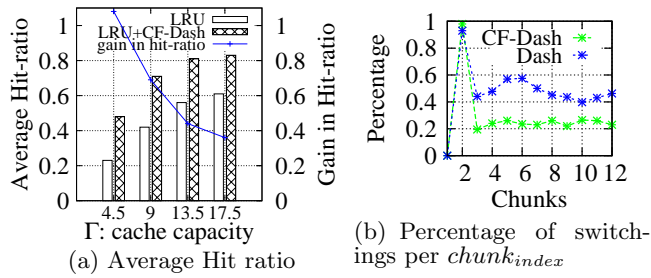 LRU
LRU+CF-Dash
gain in hit-ratio
Average Hit-ratio
1
0.8
0.6
0.4
0.2
0
4.5 9 13.5 17.5
Γ: cache capacity
1
0.8
0.6
0.4
0.2
0
Gain in Hit-ratio
(a) Average Hit ratio
CF-Dash
Dash
Percentage
1
0.8
0.6
0.4
0.2
0
2 4 6 8 10 12
Chunks
(b) Percentage of switch-
ings per chunk_index